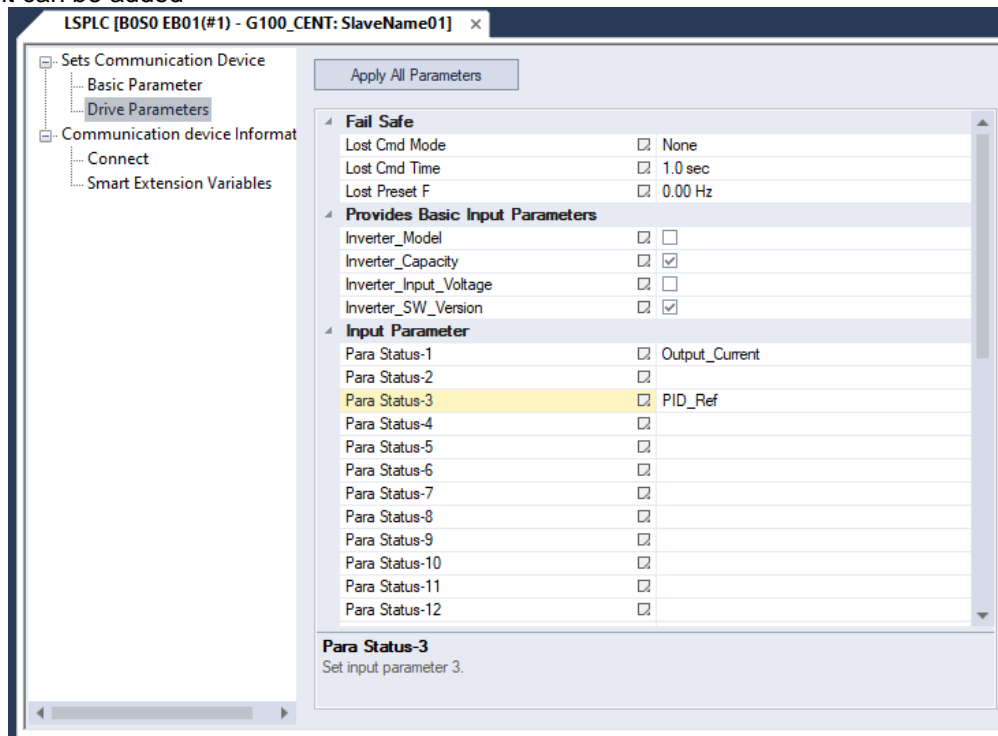 it can be added
LSPLC [B0S0 EB01(#1) - G100_CENT: SlaveName01] ×
Sets Communication Device
Basic Parameter
Drive Parameters
Communication device Informat
Connect
Smart Extension Variables
Apply All Parameters
Fail Safe
Lost Cmd Mode None
Lost Cmd Time 1.0 sec
Lost Preset F 0.00 Hz
Provides Basic Input Parameters
Inverter_Model
Inverter_Capacity
Inverter_Input_Voltage
Inverter_SW_Version
Input Parameter
Para Status-1 Output_Current
Para Status-2
Para Status-3 PID_Ref
Para Status-4
Para Status-5
Para Status-6
Para Status-7
Para Status-8
Para Status-9
Para Status-10
Para Status-11
Para Status-12
Para Status-3
Set input parameter 3.